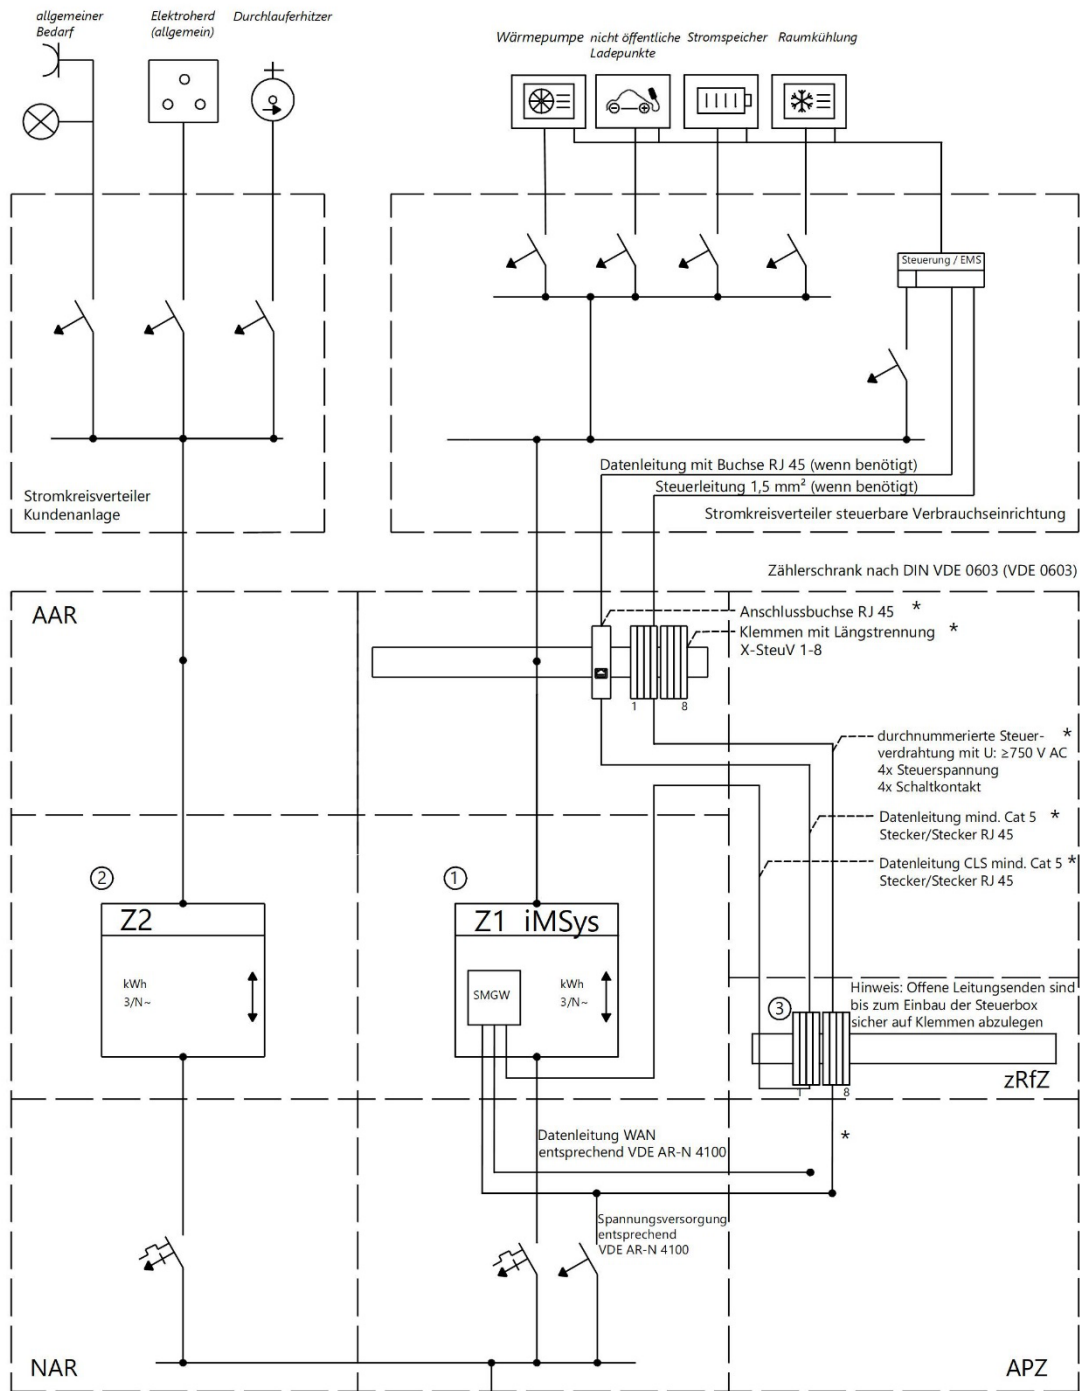 allgemeiner
Bedarf
Elektroherd
(allgemein)
Durchlauferhitzer
Wärmepumpe
nicht öffentliche
Ladepunkte
Stromspeicher
Raumkühlung
Steuerung / EMS
Datenleitung mit Buchse RJ 45 (wenn benötigt)
Steuerleitung 1,5 mm² (wenn benötigt)
Stromkreisverteiler
Kundenanlage
Stromkreisverteiler steuerbare Verbrauchseinrichtung
Zählerschrank nach DIN VDE 0603 (VDE 0603)
AAR
Anschlussbuchse RJ 45 *
Klemmen mit Längstrennung *
X-SteuV 1-8
1 8
durchnummerierte Steuer- *
verdrahtung mit U: ≥750 V AC
4x Steuerspannung
4x Schaltkontakt
Datenleitung mind. Cat 5 *
Stecker/Stecker RJ 45
Datenleitung CLS mind. Cat 5 *
Stecker/Stecker RJ 45
2
Z2
kWh
3/N~
1
Z1 iMSys
SMGW
kWh
3/N~
Hinweis: Offene Leitungsenden sind
bis zum Einbau der Steuerbox
sicher auf Klemmen abzulegen
3
zRfZ
1 8
*
Datenleitung WAN
entsprechend VDE AR-N 4100
Spannungsversorgung
entsprechend
VDE AR-N 4100
NAR
APZ